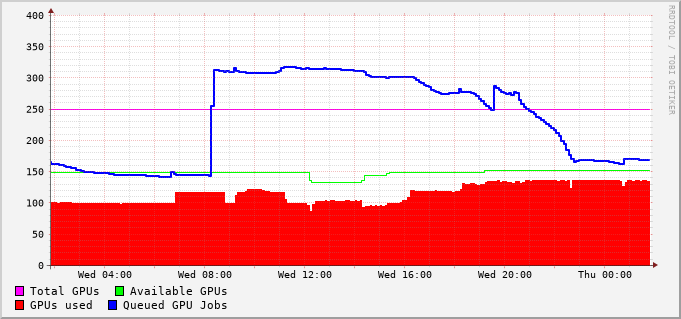 RRDTOOL / TOBI OETIKER
400
350
300
250
200
150
100
50
0
Wed 04:00 Wed 08:00 Wed 12:00 Wed 16:00 Wed 20:00 Thu 00:00
Total GPUs Available GPUs
GPUs used Queued GPU Jobs